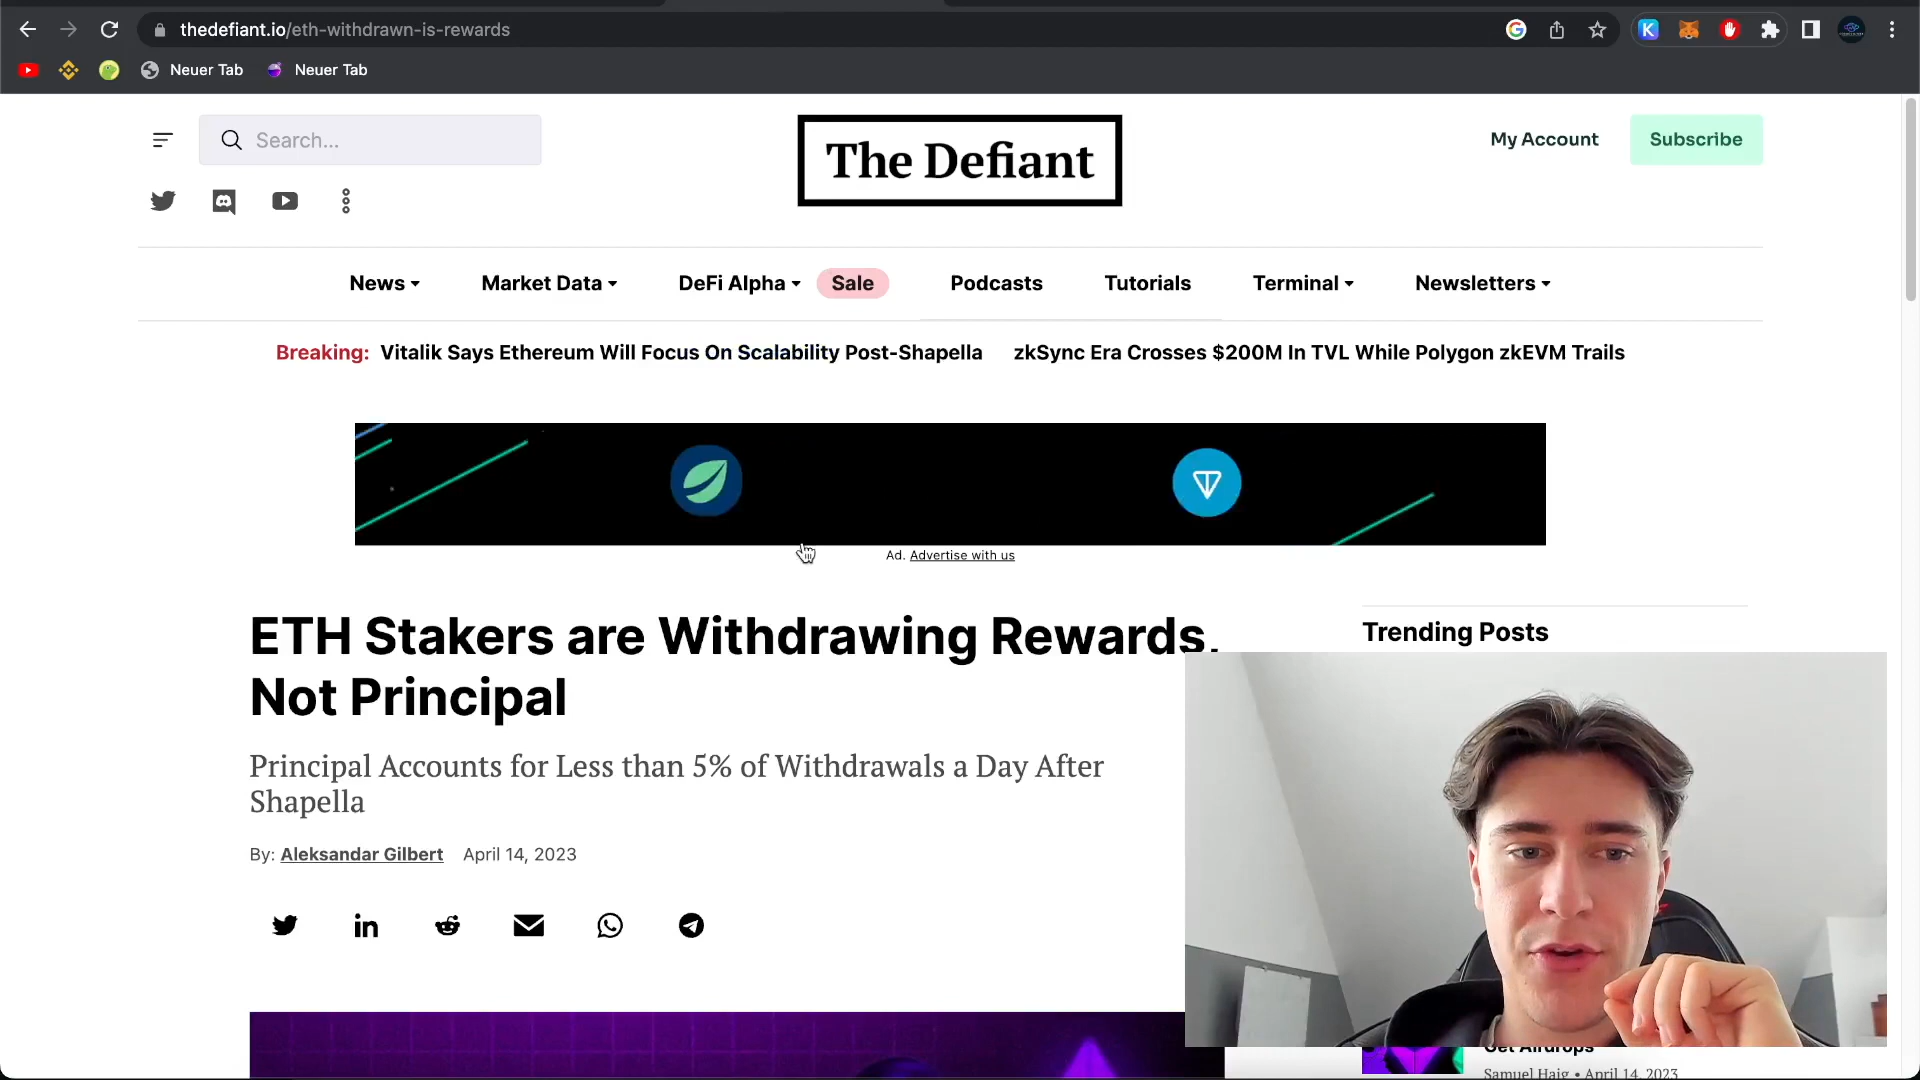 thedefiant.io/eth-withdrawn-is-rewards
Neuer Tab
Neuer Tab
Search...
The Defiant
My Account
Subscribe
News
Market Data
DeFi Alpha
Sale
Podcasts
Tutorials
Terminal
Newsletters
Breaking: Vitalik Says Ethereum Will Focus On Scalability Post-Shapella
zkSync Era Crosses $200M In TVL While Polygon zkEVM Trails
Ad. Advertise with us
ETH Stakers are Withdrawing Rewards,
Not Principal
Principal Accounts for Less than 5% of Withdrawals a Day After
Shapella
By: Aleksandar Gilbert April 14, 2023
Trending Posts
Get Airdrops
Samuel Haig • April 14, 2023